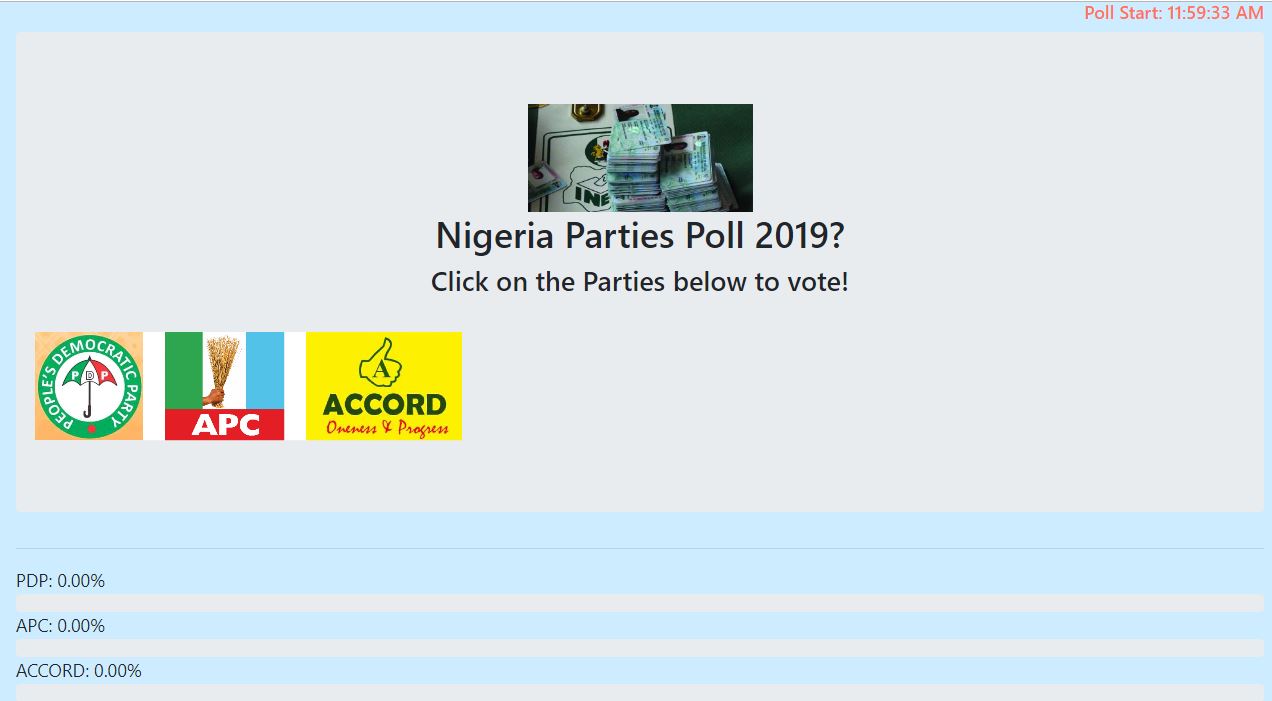 Poll Start: 11:59:33 AM
INE
Nigeria Parties Poll 2019?
Click on the Parties below to vote!
PEOPLE'S DEMOCRATIC PARTY
PDP
APC
A
ACCORD
Oneness & Progress
PDP: 0.00%
APC: 0.00%
ACCORD: 0.00%